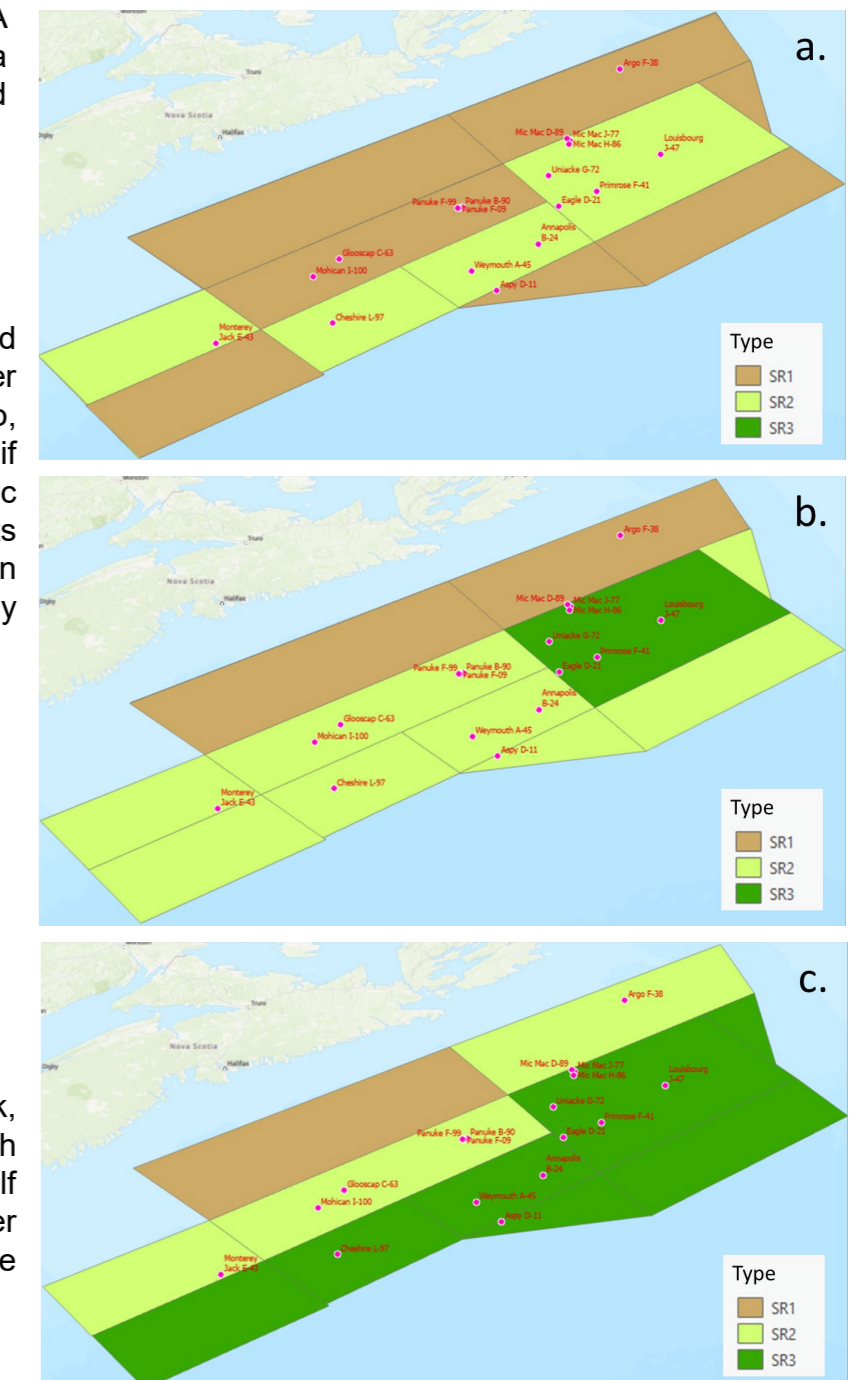 A
a
d
d
er
o,
if
c
s
n
y
k,
h
lf
er
e
a.
Truro
Nova Scotia
Halifax
Digby
Argo F-38
Mic Mac D-89
Mic Mac J-77
Mic Mac H-86
Louisbourg
J-47
Uniacke G-72
Primrose F-41
Eagle D-21
Panuke F-99
Panuke B-90
Panuke F-09
Annapolis
B-24
Glooscap C-63
Mohican I-100
Weymouth A-45
Aspy D-11
Cheshire L-97
Monterey
Jack E-43
Type
SR1
SR2
SR3
b.
Moncton
Truro
Nova Scotia
Halifax
Digby
Argo F-38
Mic Mac D-89
Mic Mac J-77
Mic Mac H-86
Louisbourg
J-47
Uniacke G-72
Primrose F-41
Eagle D-21
Panuke F-99
Panuke B-90
Panuke F-09
Annapolis
B-24
Glooscap C-63
Mohican I-100
Weymouth A-45
Aspy D-11
Cheshire L-97
Monterey
Jack E-43
Type
SR1
SR2
SR3
c.
Truro
Nova Scotia
Halifax
Digby
Argo F-38
Mic Mac D-89
Mic Mac J-77
Mic Mac H-86
Louisbourg
J-47
Uniacke G-72
Primrose F-41
Eagle D-21
Panuke F-99
Panuke B-90
Panuke F-09
Annapolis
B-24
Glooscap C-63
Mohican I-100
Weymouth A-45
Aspy D-11
Cheshire L-97
Monterey
Jack E-43
Type
SR1
SR2
SR3